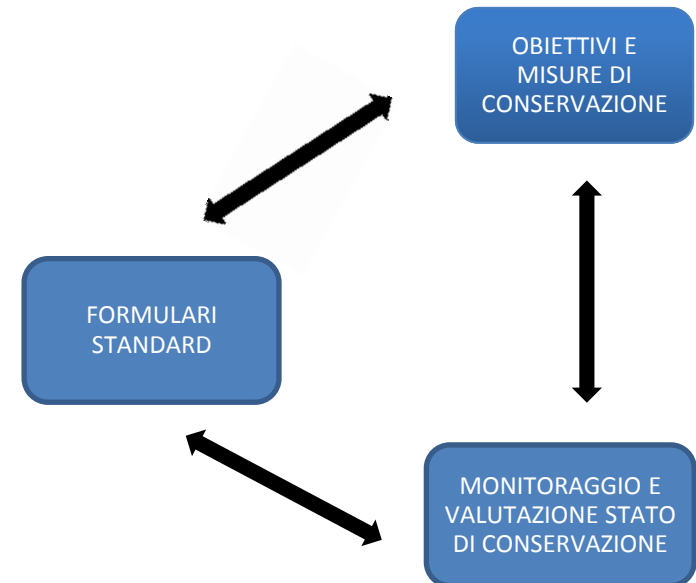 OBIETTIVI E
MISURE DI
CONSERVAZIONE
FORMULARI
STANDARD
MONITORAGGIO E
VALUTAZIONE STATO
DI CONSERVAZIONE